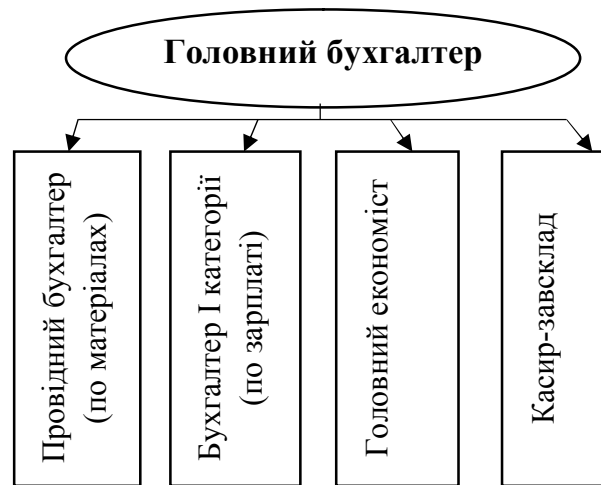 Головний бухгалтер
Провідний бухгалтер
(по матеріалах)
Бухгалтер І категорії
(по зарплаті)
Головний економіст
Касир-завсклад